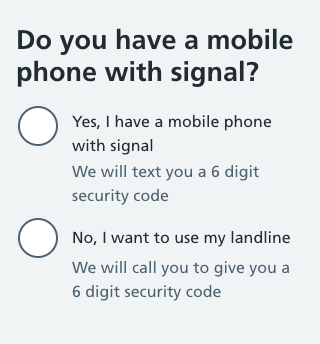 Do you have a mobile
phone with signal?
Yes, I have a mobile phone
with signal
We will text you a 6 digit
security code
No, I want to use my landline
We will call you to give you a
6 digit security code